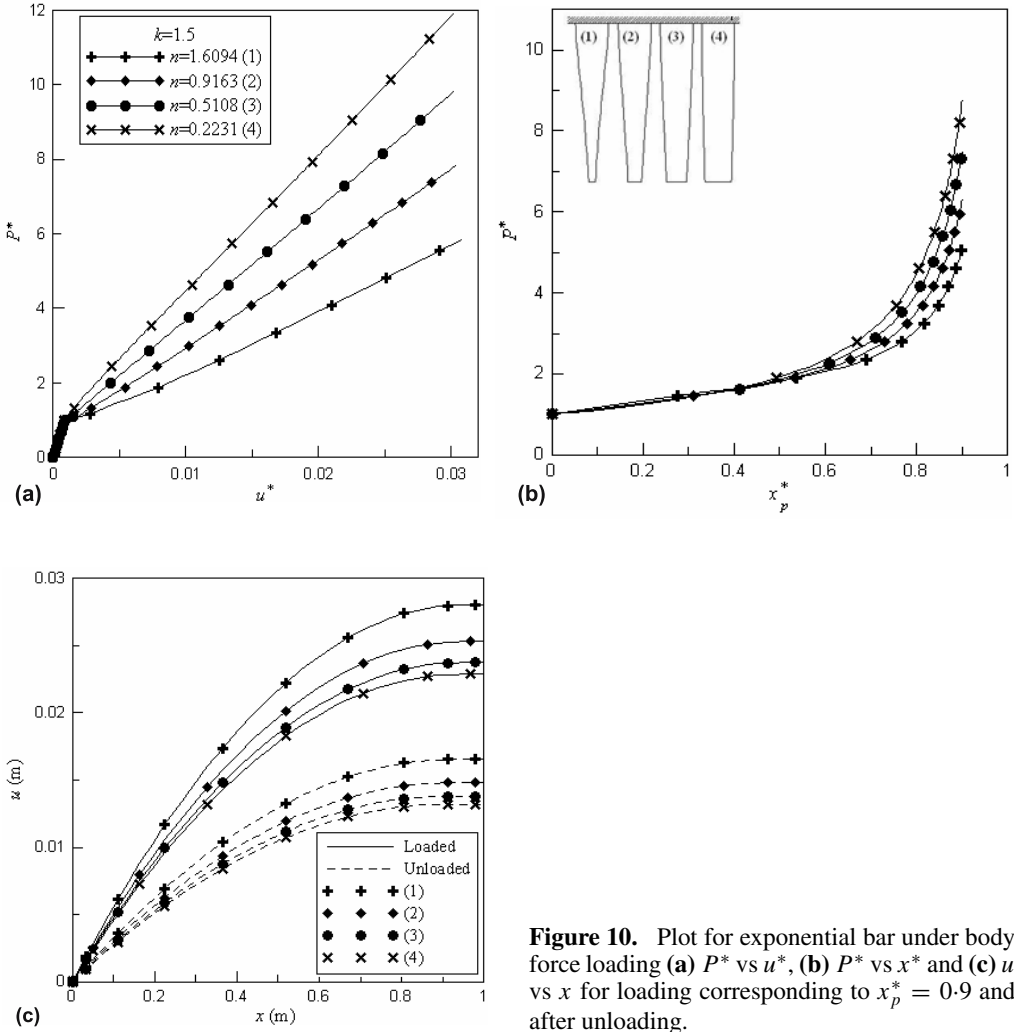 12
10
8
6
4
2
0
k=1.5
n=1.6094 (1)
n=0.9163 (2)
n=0.5108 (3)
n=0.2231 (4)
P*
0
0.01
0.02
0.03
u*
(a)
10
8
6
4
2
0
(1) (2) (3) (4)
P*
0
0.2
0.4
0.6
0.8
1
x*p
(b)
0.03
0.02
0.01
0
u (m)
Loaded
Unloaded
(1)
(2)
(3)
(4)
0
0.2
0.4
0.6
0.8
1
x (m)
(c)
Figure 10. Plot for exponential bar under body
force loading (a) P* vs u*, (b) P* vs x* and (c) u
vs x for loading corresponding to x*p = 0·9 and
after unloading.